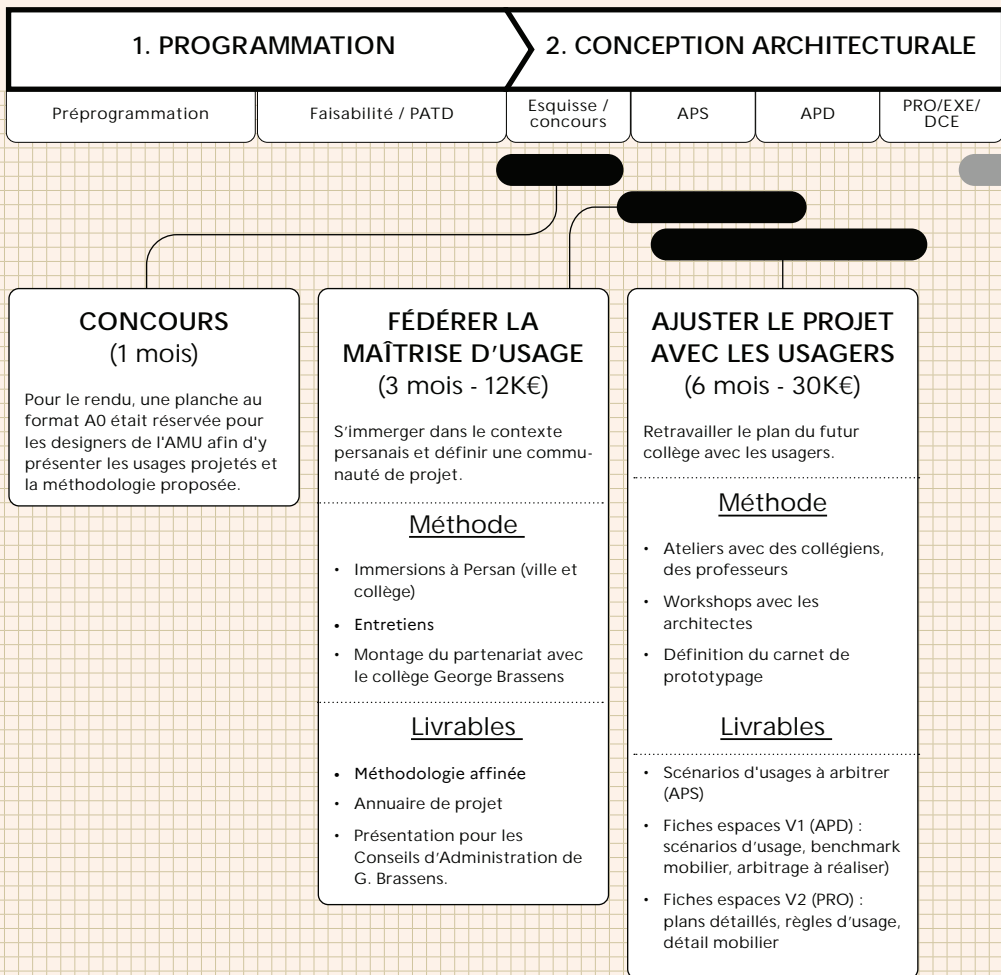 1. PROGRAMMATION
2. CONCEPTION ARCHITECTURALE
Préprogrammation
Faisabilité / PATD
Esquisse /
concours
APS
APD
PRO/EXE/
DCE
CONCOURS
(1 mois)
Pour le rendu, une planche au
format A0 était réservée pour
les designers de l'AMU afin d'y
présenter les usages projetés et
la méthodologie proposée.
FÉDÉRER LA
MAÎTRISE D'USAGE
(3 mois - 12K€)
S'immerger dans le contexte
persanais et définir une commu-
nauté de projet.
Méthode
• Immersions à Persan (ville et
collège)
• Entretiens
• Montage du partenariat avec
le collège George Brassens
Livrables
• Méthodologie affinée
• Annuaire de projet
• Présentation pour les
Conseils d'Administration de
G. Brassens.
AJUSTER LE PROJET
AVEC LES USAGERS
(6 mois - 30K€)
Retravailler le plan du futur
collège avec les usagers.
Méthode
• Ateliers avec des collégiens,
des professeurs
• Workshops avec les
architectes
• Définition du carnet de
prototypage
Livrables
• Scénarios d'usages à arbitrer
(APS)
• Fiches espaces V1 (APD) :
scénarios d'usage, benchmark
mobilier, arbitrage à réaliser)
• Fiches espaces V2 (PRO) :
plans détaillés, règles d'usage,
détail mobilier